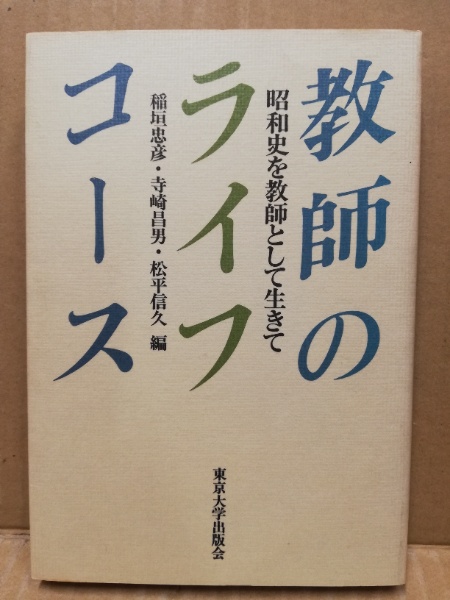 教師の
ライフ
コース
昭和史を教師として生きて
稲垣忠彦・寺崎昌男・松平信久 編
東京大学出版会